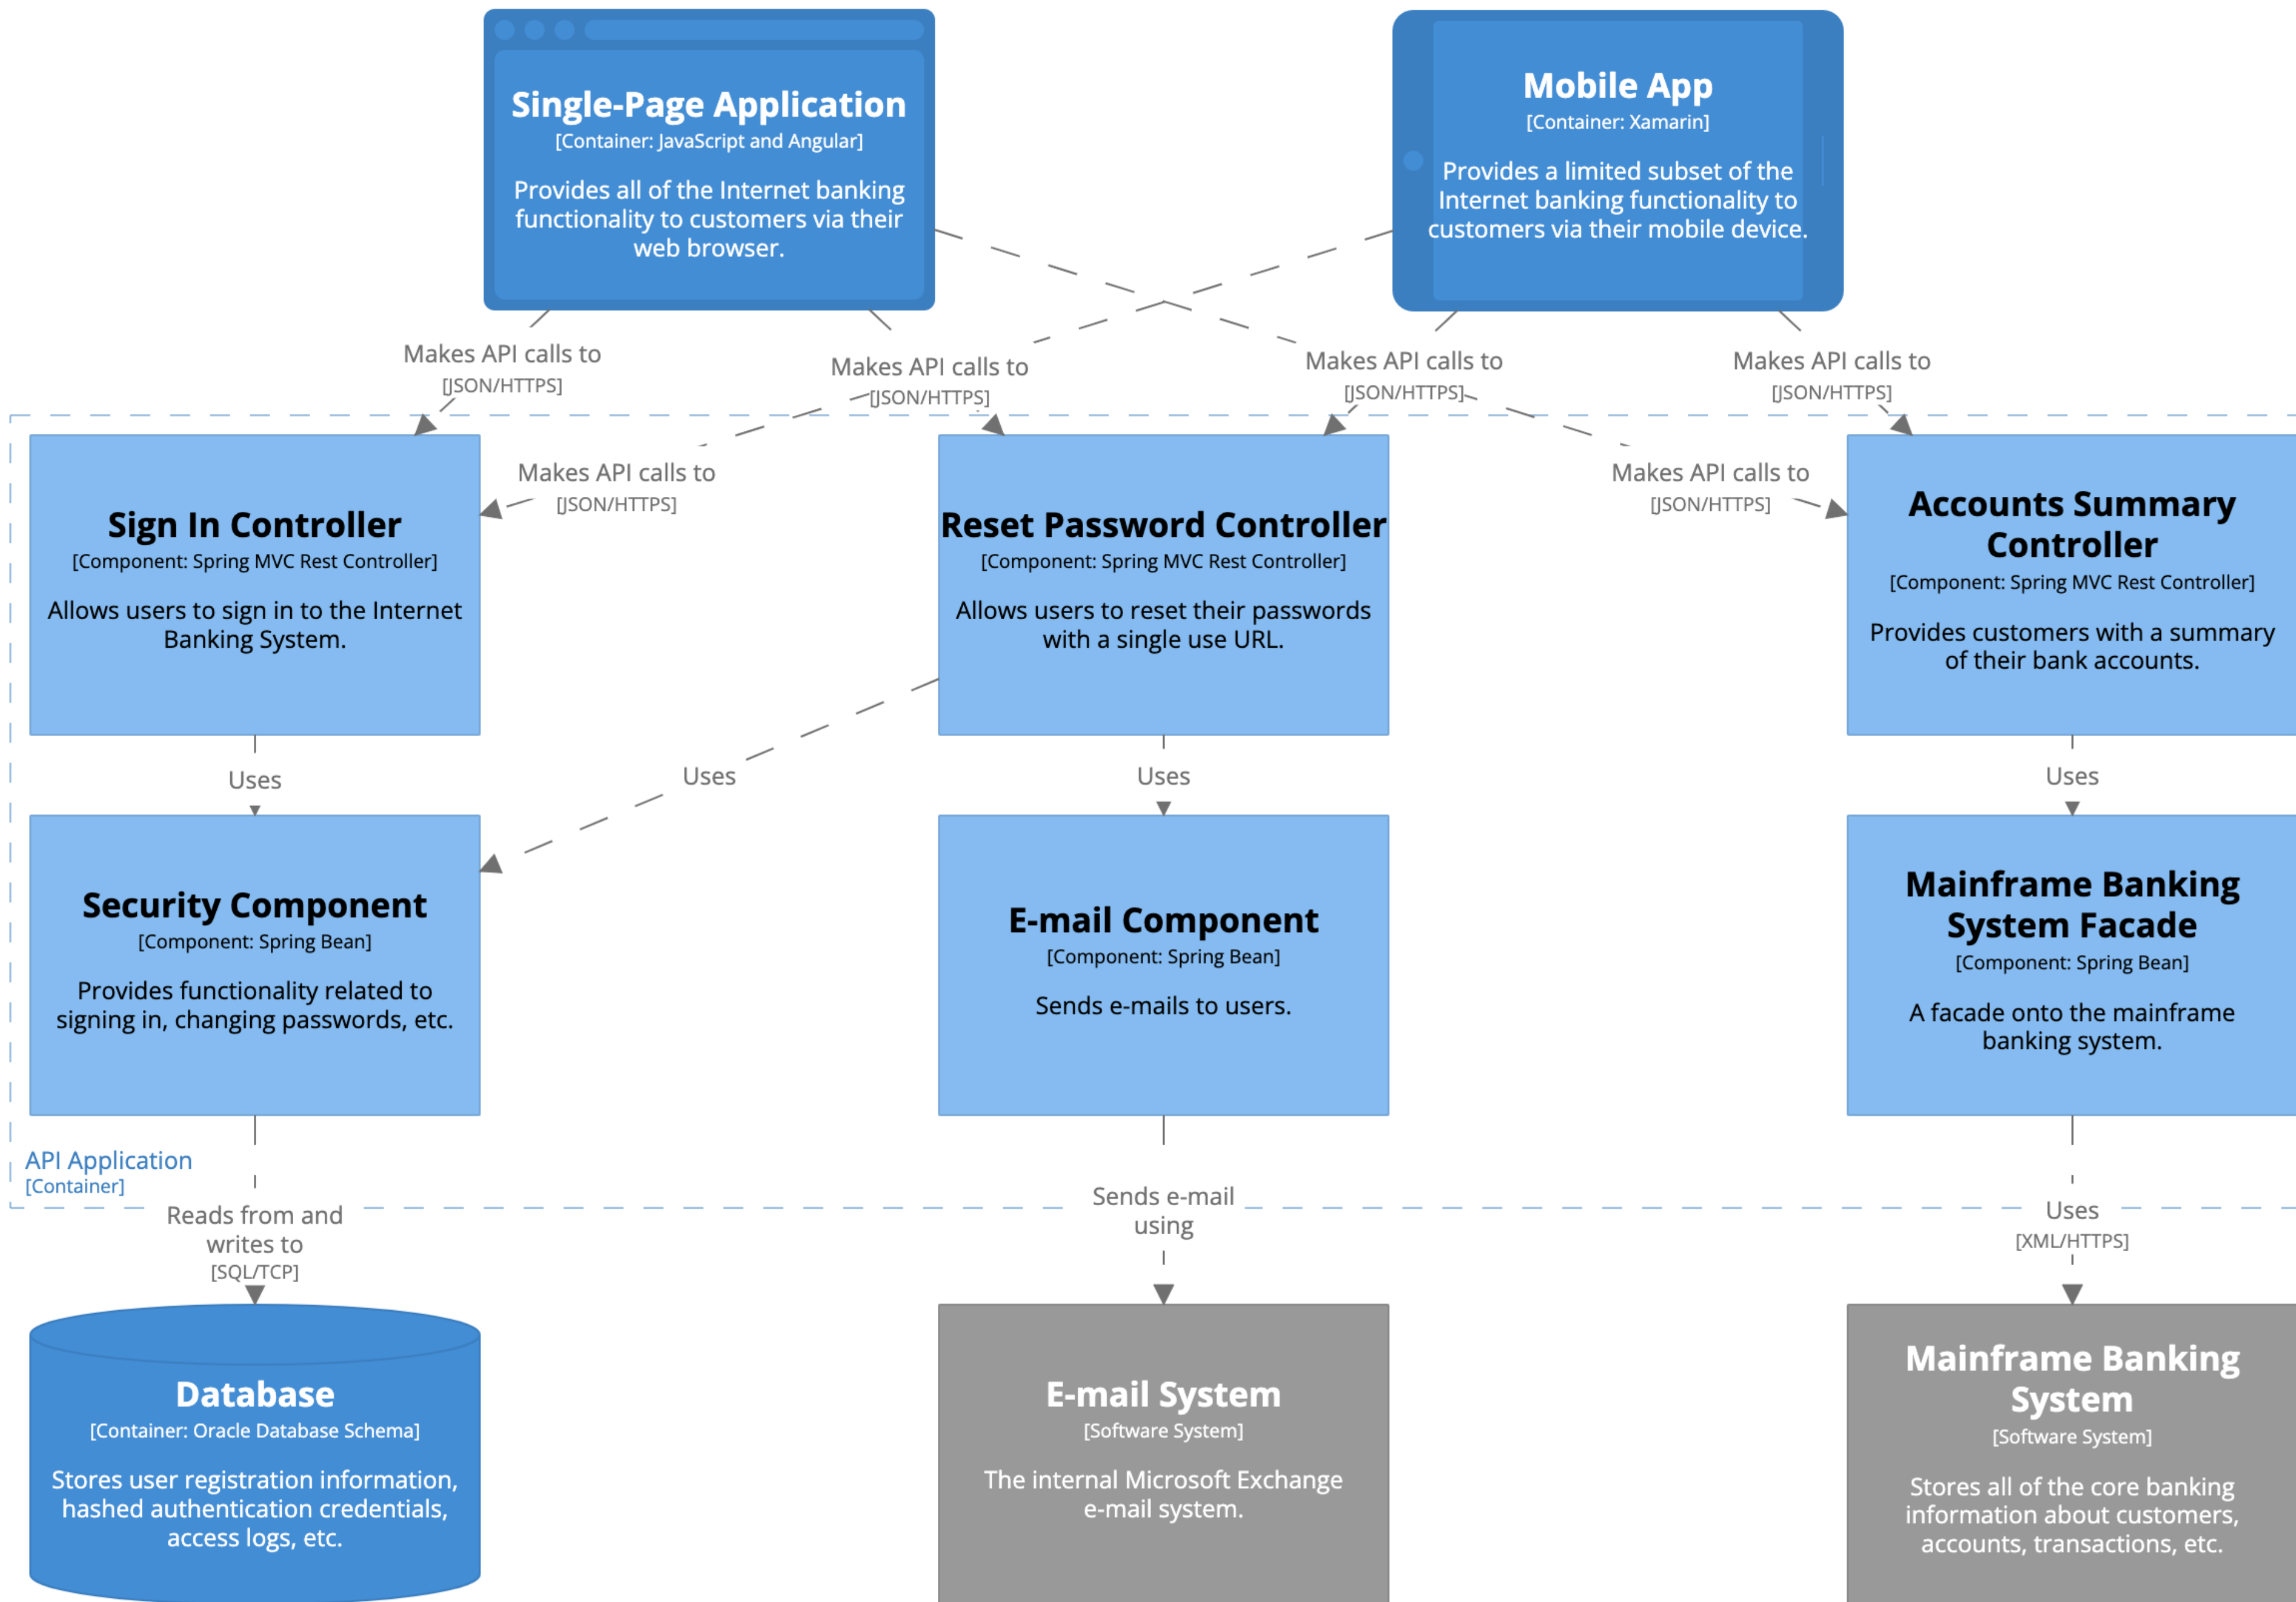 Single-Page Application
[Container: JavaScript and Angular]
Provides all of the Internet banking
functionality to customers via their
web browser.
Mobile App
[Container: Xamarin]
Provides a limited subset of the
Internet banking functionality to
customers via their mobile device.
Makes API calls to
[JSON/HTTPS]
Makes API calls to
[JSON/HTTPS]
Makes API calls to
[JSON/HTTPS]
Makes API calls to
[JSON/HTTPS]
Makes API calls to
[JSON/HTTPS]
Makes API calls to
[JSON/HTTPS]
Sign In Controller
[Component: Spring MVC Rest Controller]
Allows users to sign in to the Internet
Banking System.
Reset Password Controller
[Component: Spring MVC Rest Controller]
Allows users to reset their passwords
with a single use URL.
Accounts Summary
Controller
[Component: Spring MVC Rest Controller]
Provides customers with a summary
of their bank accounts.
Uses
Uses
Uses
Uses
Security Component
[Component: Spring Bean]
Provides functionality related to
signing in, changing passwords, etc.
E-mail Component
[Component: Spring Bean]
Sends e-mails to users.
Mainframe Banking
System Facade
[Component: Spring Bean]
A facade onto the mainframe
banking system.
API Application
[Container]
Reads from and
writes to
[SQL/TCP]
Sends e-mail
using
Uses
[XML/HTTPS]
Database
[Container: Oracle Database Schema]
Stores user registration information,
hashed authentication credentials,
access logs, etc.
E-mail System
[Software System]
The internal Microsoft Exchange
e-mail system.
Mainframe Banking
System
[Software System]
Stores all of the core banking
information about customers,
accounts, transactions, etc.